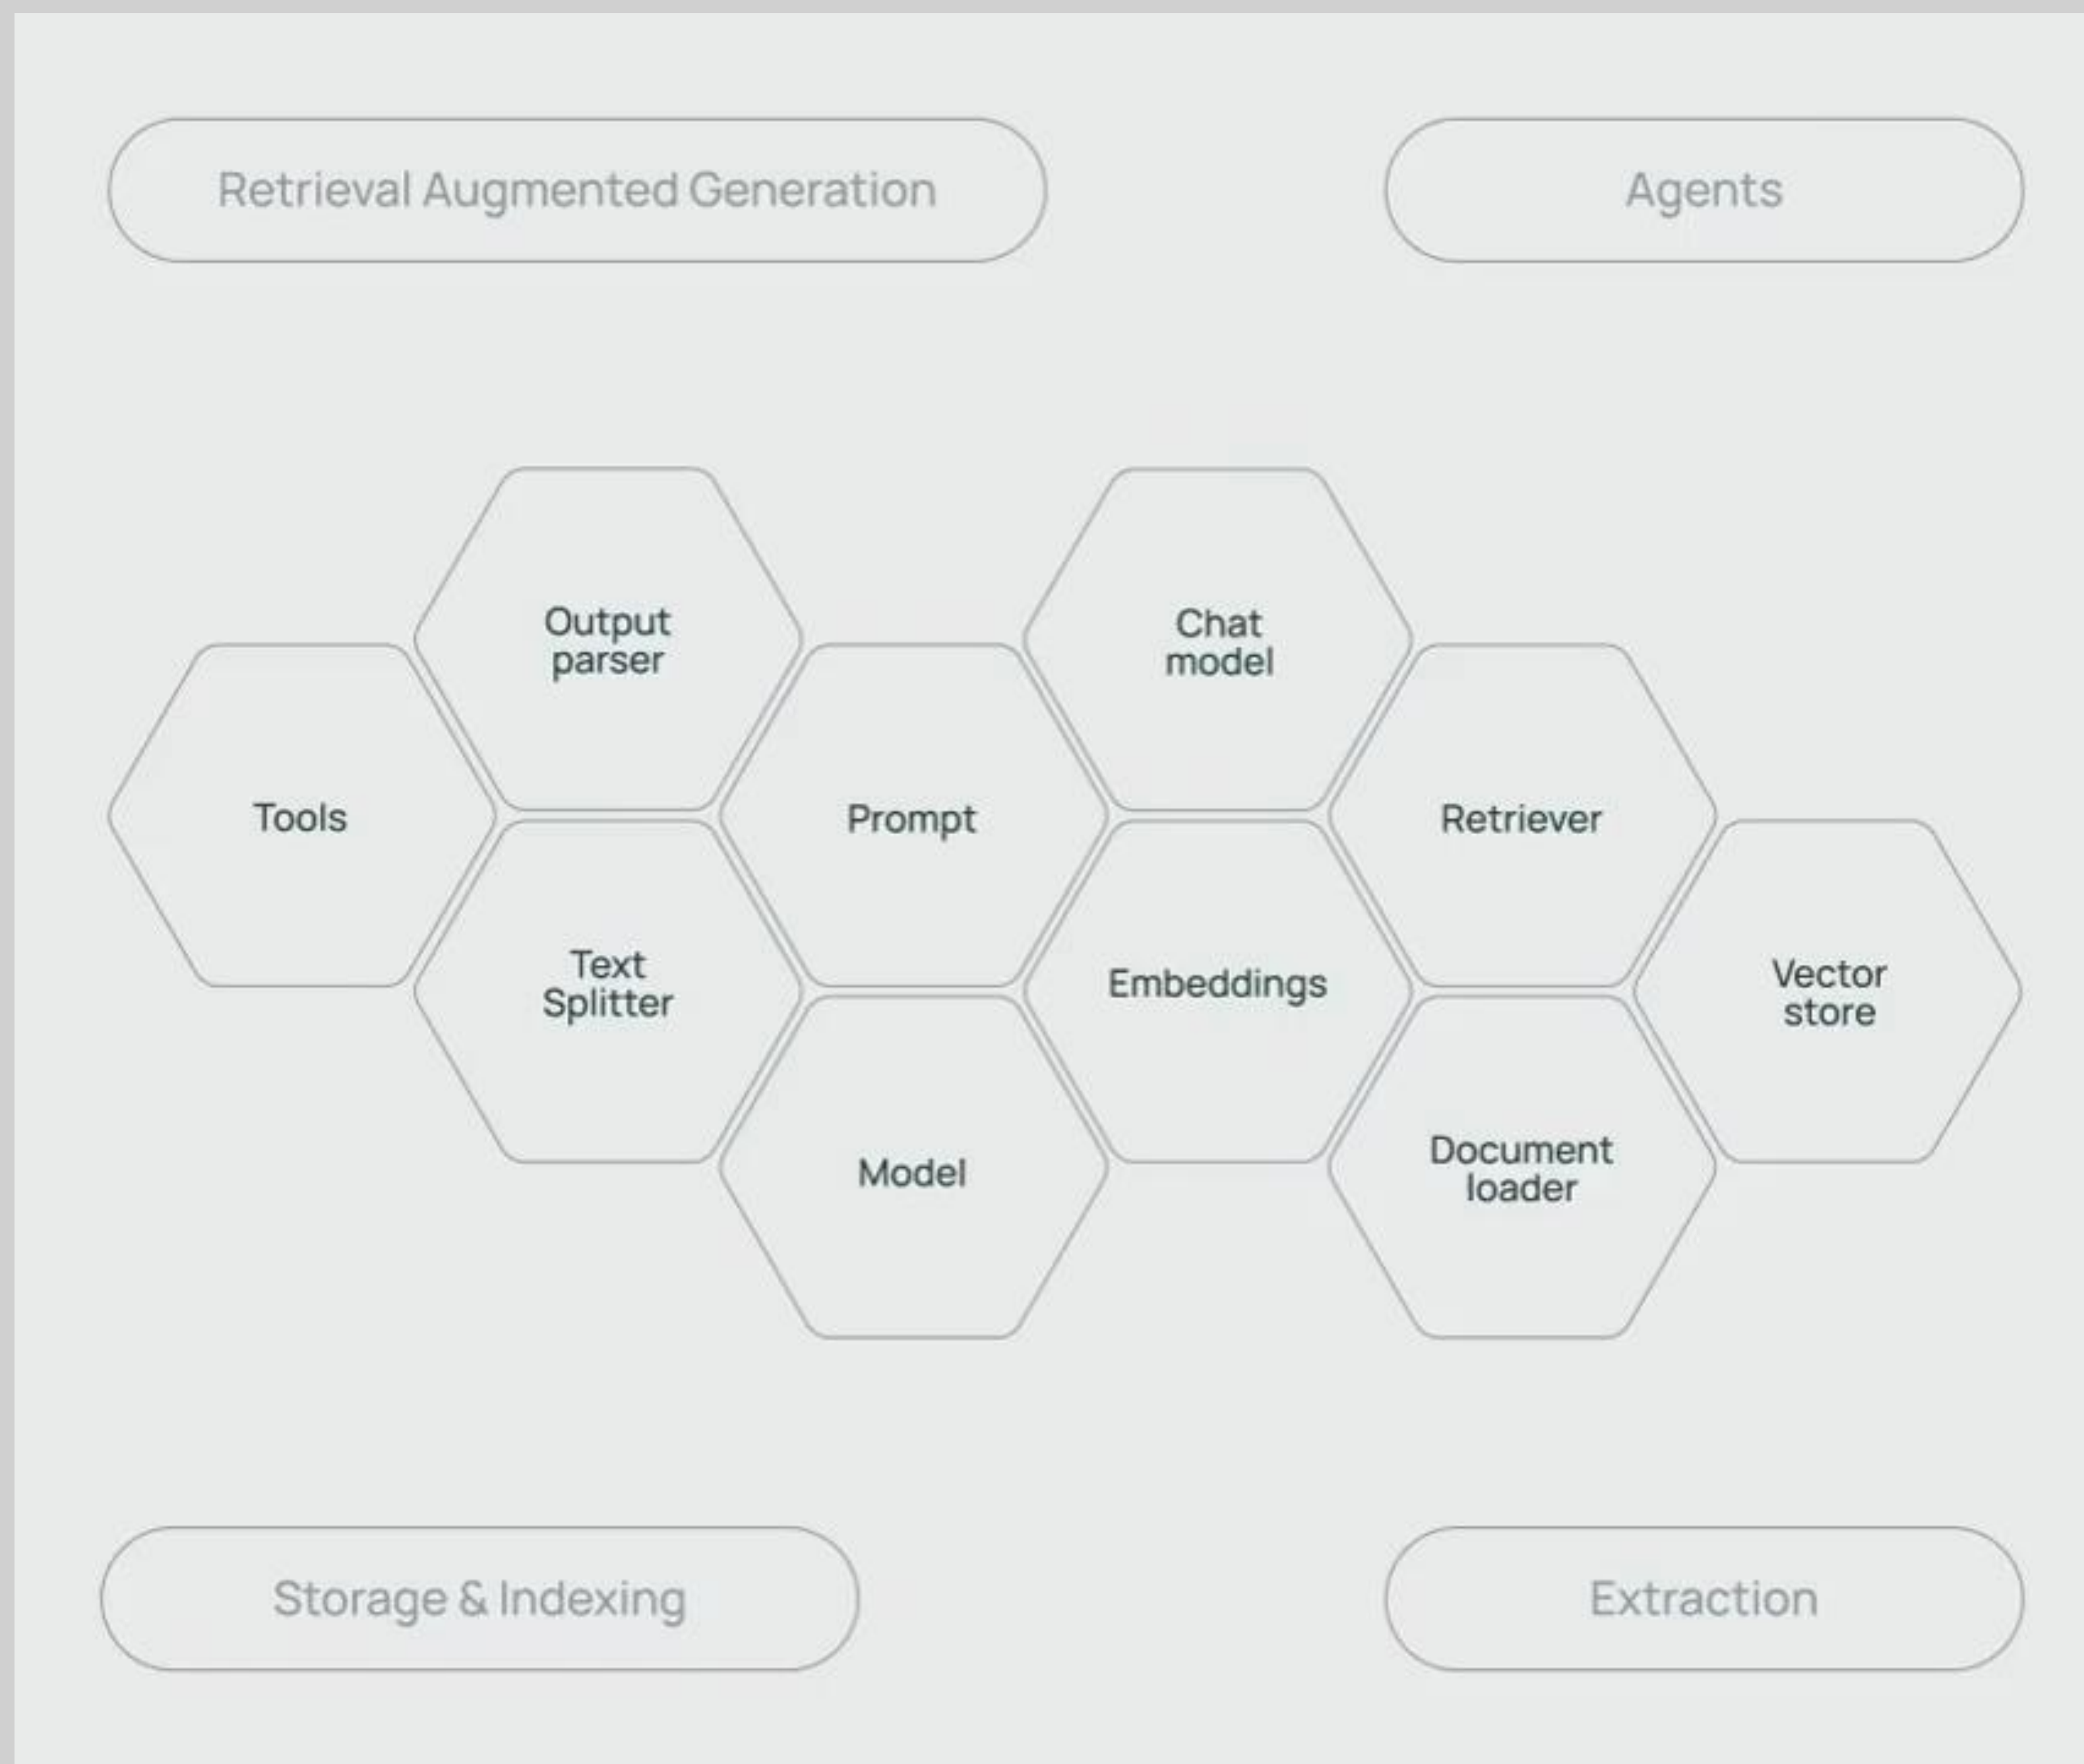 Retrieval Augmented Generation
Agents
Output
parser
Chat
model
Tools
Prompt
Retriever
Text
Splitter
Embeddings
Vector
store
Model
Document
loader
Storage & Indexing
Extraction